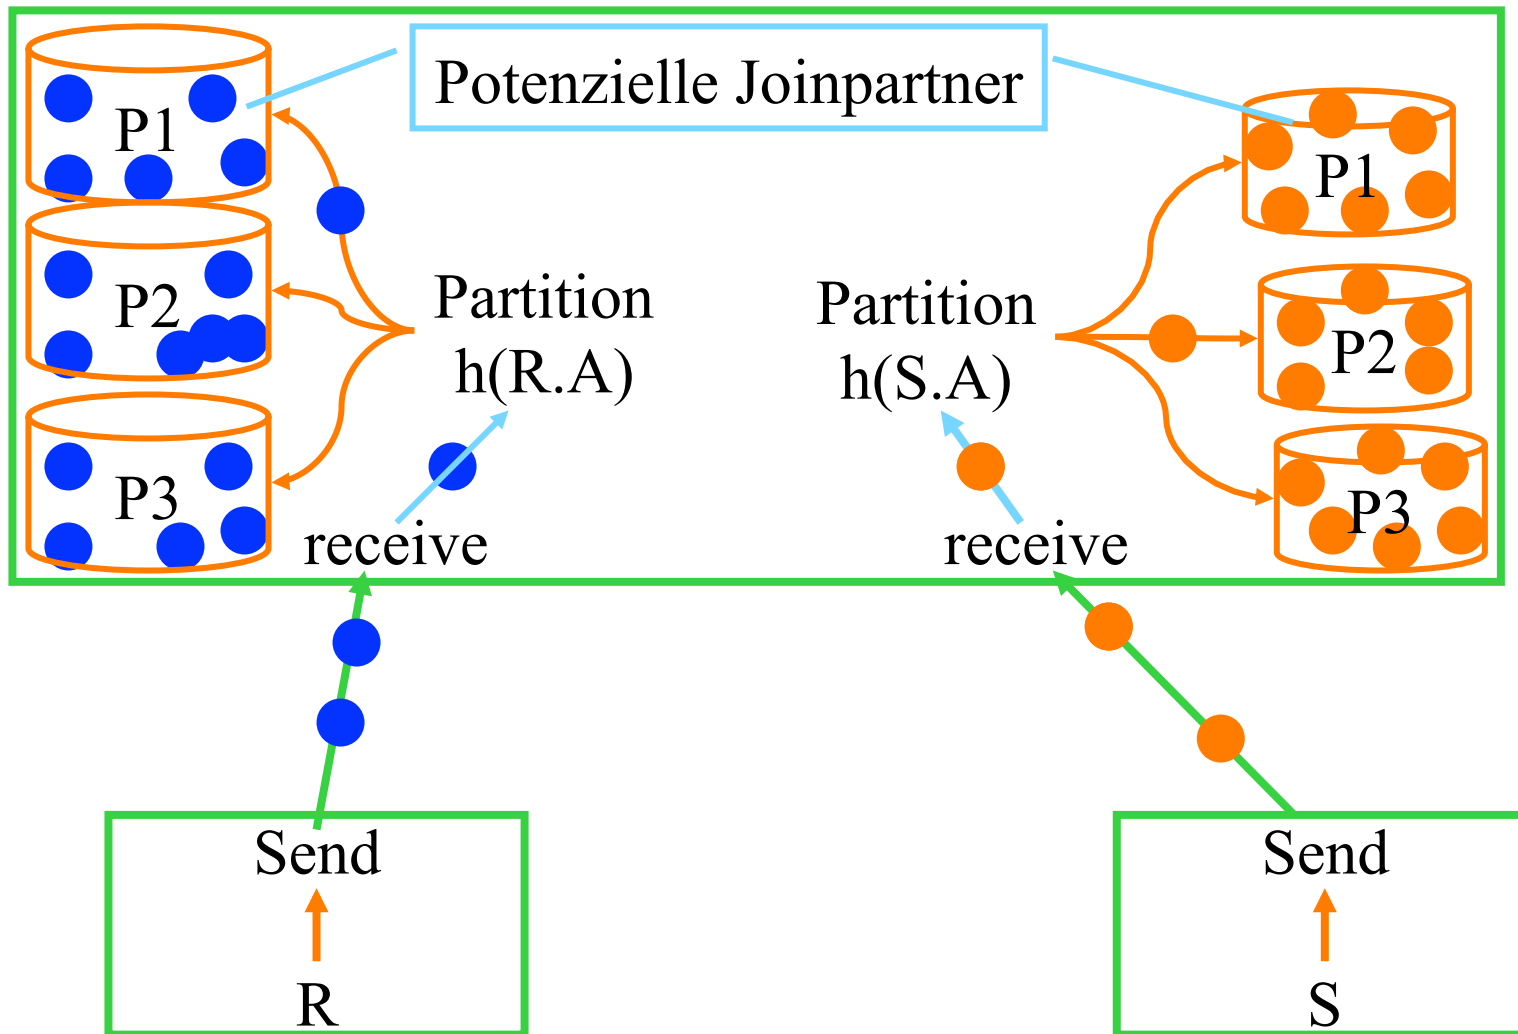 Potenzielle Joinpartner
P1
P2
P3
Partition
h(R.A)
receive
Partition
h(S.A)
receive
P1
P2
P3
Send
R
Send
S